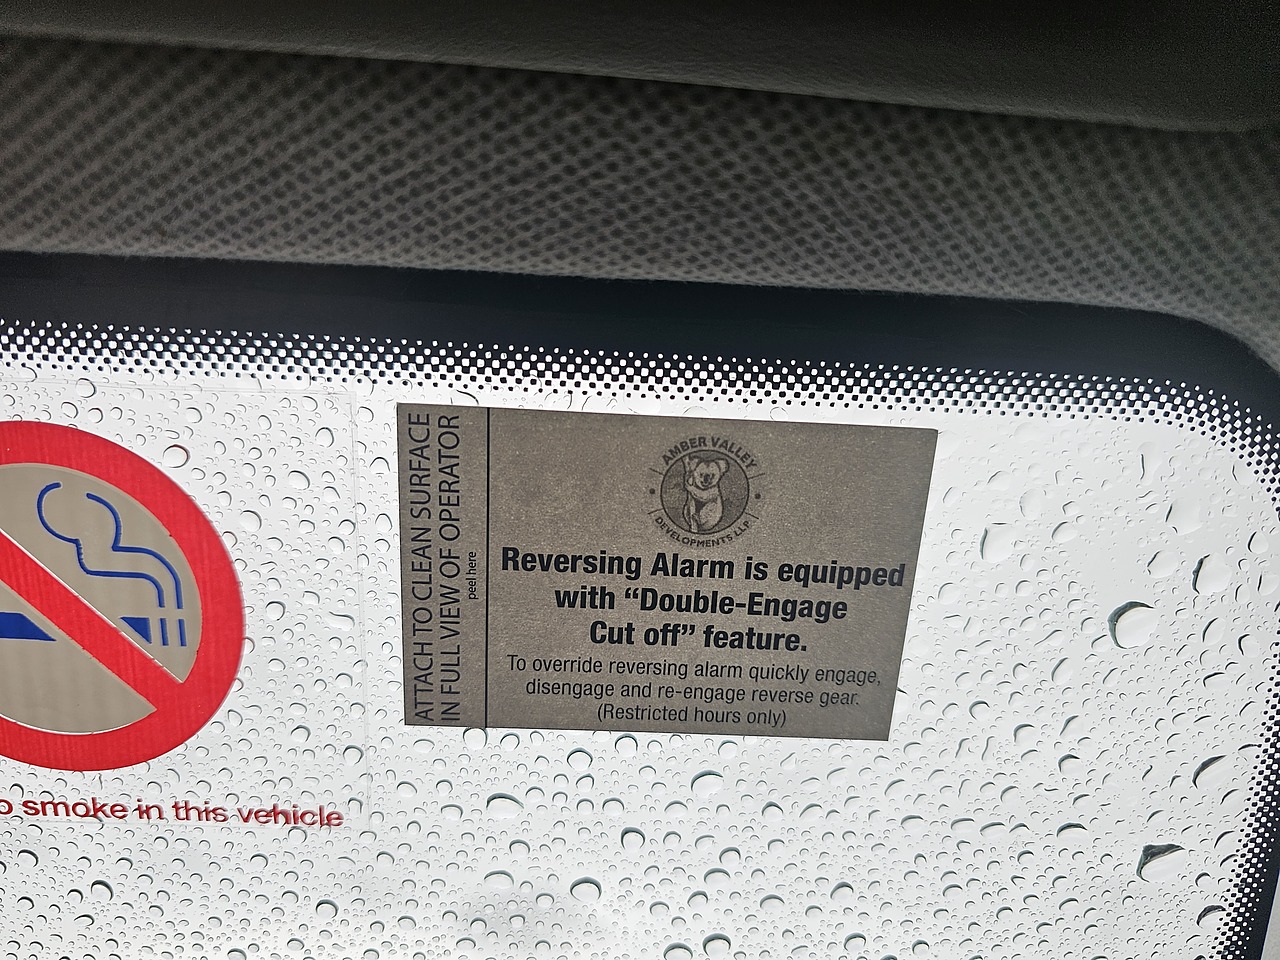 o smoke in this vehicle
ATTACH TO CLEAN SURFACE
IN FULL VIEW OF OPERATOR
peel here
AMBER VALLEY
DEVELOPMENTS LLP
Reversing Alarm is equipped
with “Double-Engage
Cut off” feature.
To override reversing alarm quickly engage,
disengage and re-engage reverse gear.
(Restricted hours only)